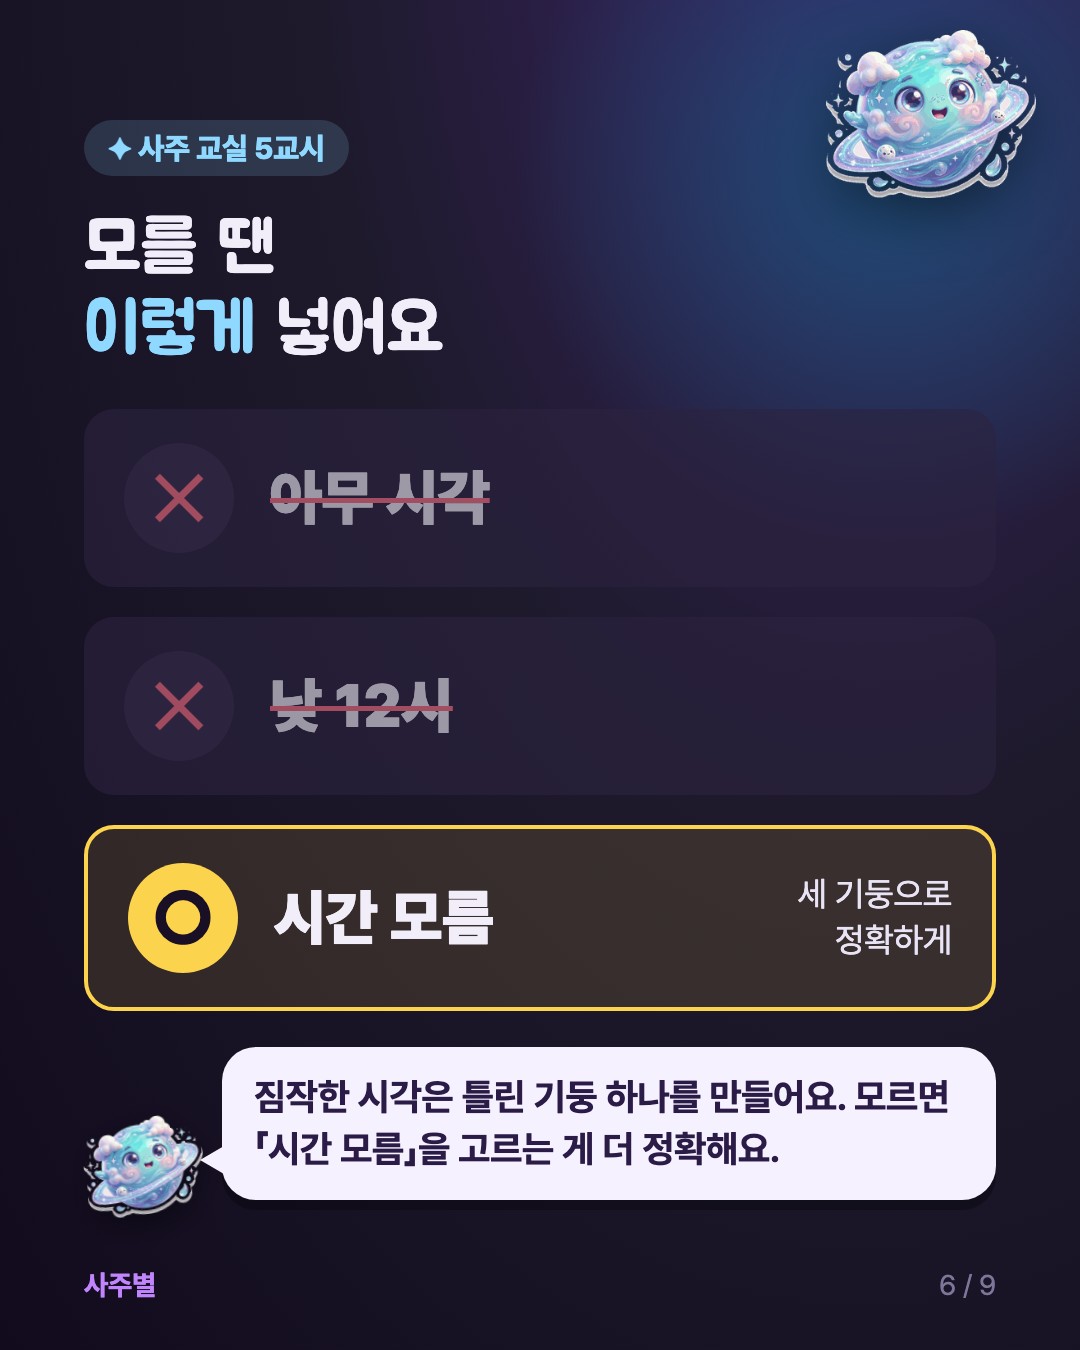 ✦ 사주 교실 5교시
모를 땐
이렇게 넣어요
아무 시각
낮 12시
시간 모름
세 기둥으로
정확하게
짐작한 시각은 틀린 기둥 하나를 만들어요. 모르면
「시간 모름」을 고르는 게 더 정확해요.
사주별
6 / 9